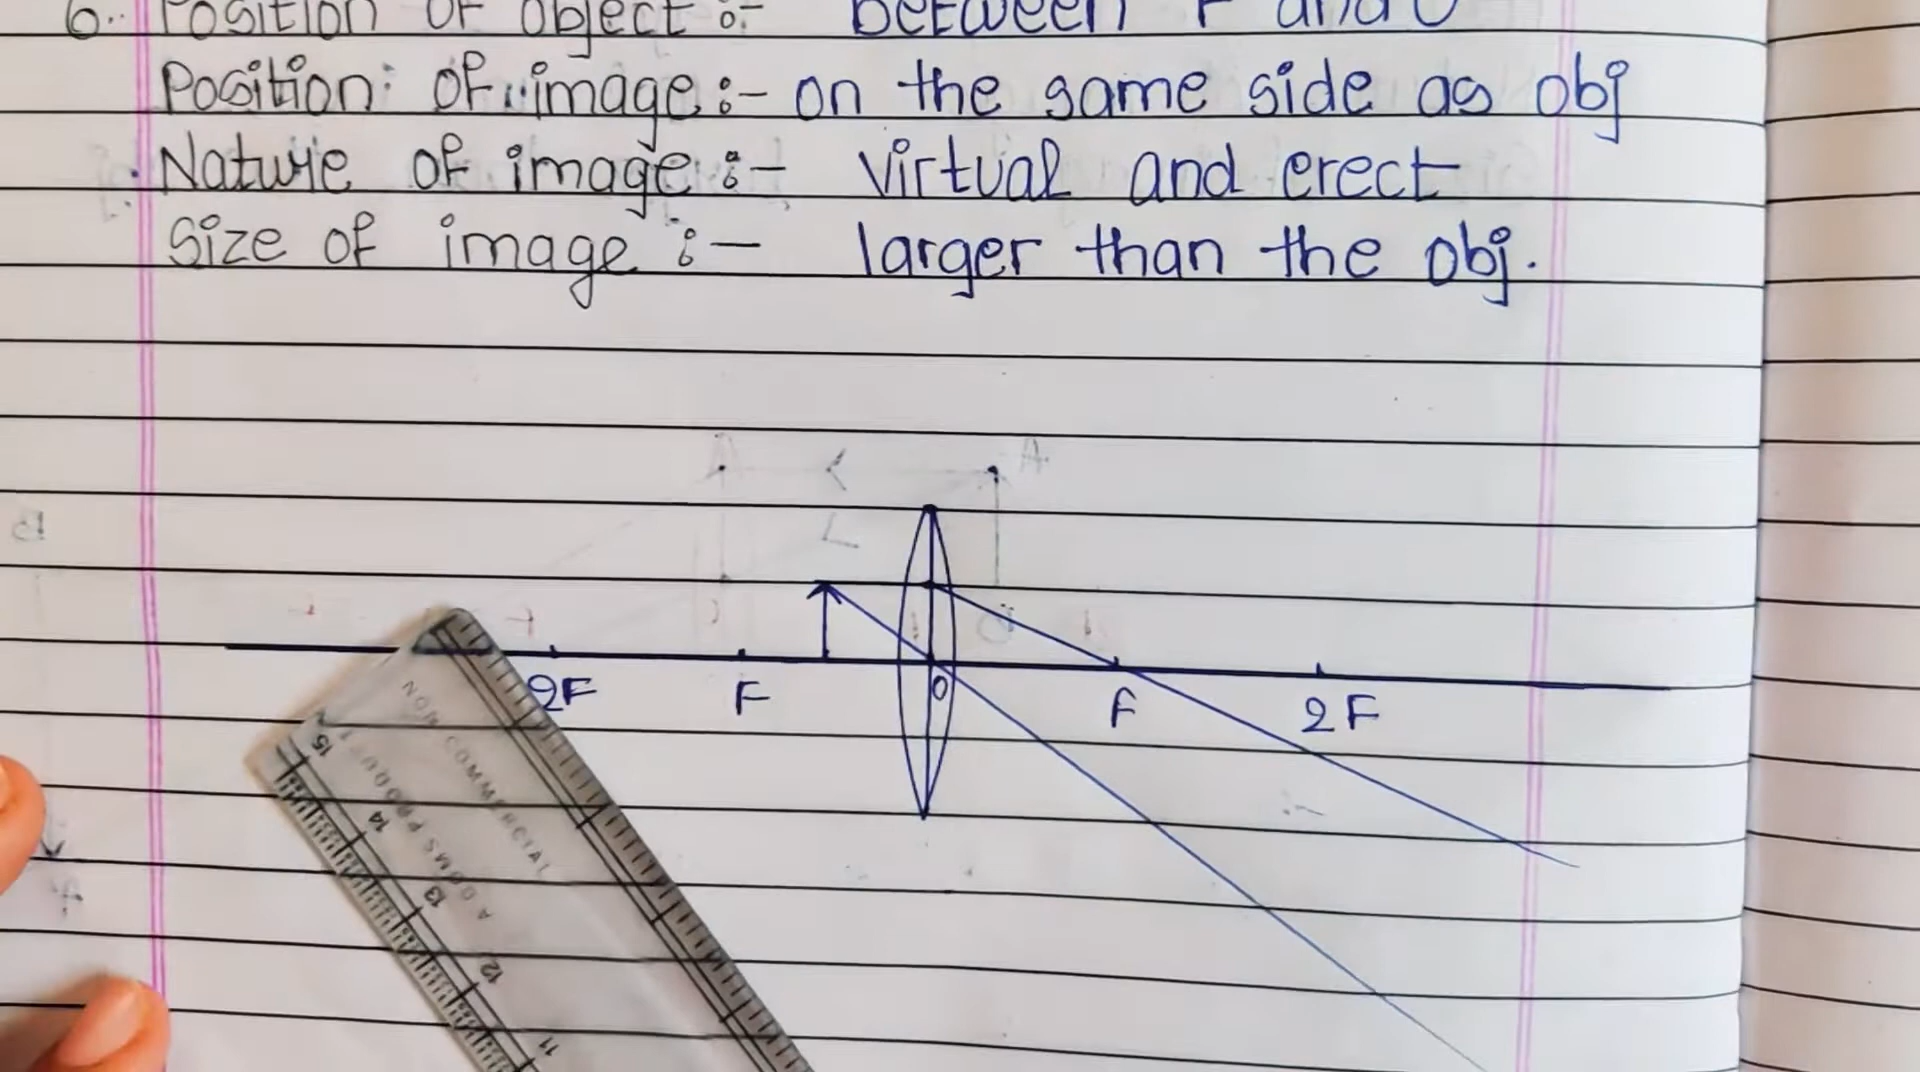 6. Position of object :- between F and O
Position of image :- on the same side as obj
Nature of image :- virtual and erect
Size of image :- larger than the obj.
2F F O F 2F
NON COMMERCIAL
15 14 13 12 11